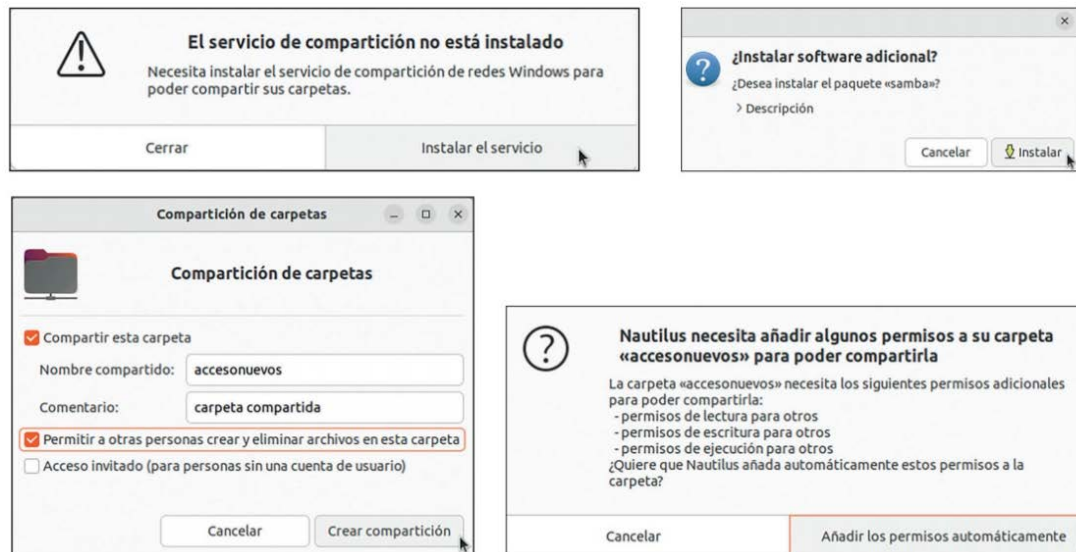 El servicio de compartición no está instalado
Necesita instalar el servicio de compartición de redes Windows para
poder compartir sus carpetas.
Cerrar
Instalar el servicio
¿Instalar software adicional?
¿Desea instalar el paquete «samba»?
> Descripción
Cancelar
Instalar
Compartición de carpetas
Compartición de carpetas
Compartir esta carpeta
Nombre compartido: accesonuevos
Comentario: carpeta compartida
Permitir a otras personas crear y eliminar archivos en esta carpeta
Acceso invitado (para personas sin una cuenta de usuario)
Cancelar
Crear compartición
Nautilus necesita añadir algunos permisos a su carpeta
«accesonuevos» para poder compartirla
La carpeta «accesonuevos» necesita los siguientes permisos adicionales
para poder compartirla:
- permisos de lectura para otros
- permisos de escritura para otros
- permisos de ejecución para otros
¿Quiere que Nautilus añada automáticamente estos permisos a la
carpeta?
Cancelar
Añadir los permisos automáticamente